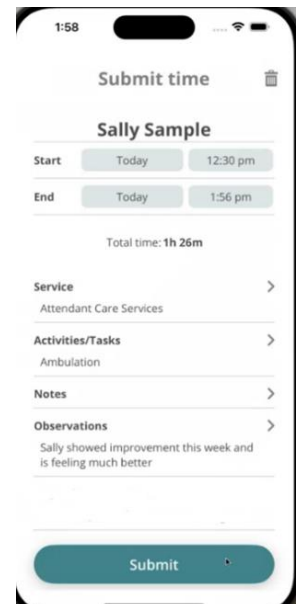 1:58
Submit time
Sally Sample
Start Today 12:30 pm
End Today 1:56 pm
Total time: 1h 26m
Service
Attendant Care Services
Activities/Tasks
Ambulation
Notes
Observations
Sally showed improvement this week and
is feeling much better
Submit